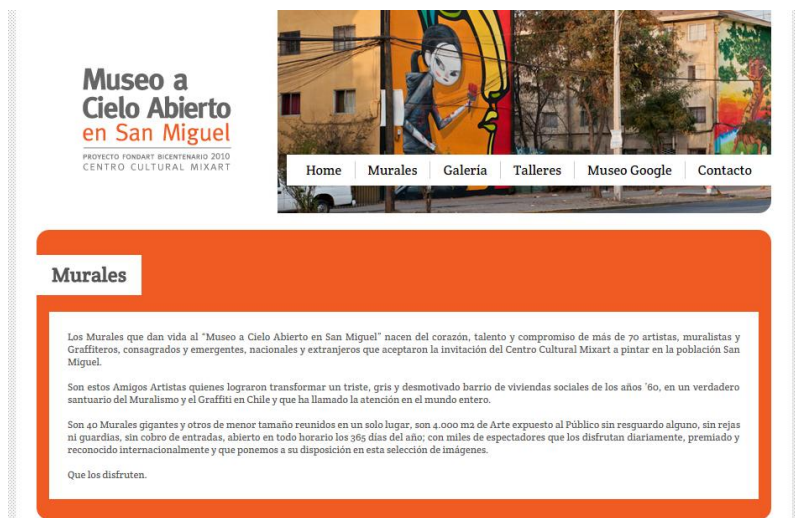 Museo a
Cielo Abierto
en San Miguel
PROYECTO FONDART BICENTENARIO 2010
CENTRO CULTURAL MIXART
Home Murales Galería Talleres Museo Google Contacto
Murales
Los Murales que dan vida al "Museo a Cielo Abierto en San Miguel" nacen del corazón, talento y compromiso de más de 70 artistas, muralistas y
Graffiteros, consagrados y emergentes, nacionales y extranjeros que aceptaron la invitación del Centro Cultural Mixart a pintar en la población San
Miguel.
Son estos Amigos Artistas quienes lograron transformar un triste, gris y desmotivado barrio de viviendas sociales de los años '60, en un verdadero
santuario del Muralismo y el Graffiti en Chile y que ha llamado la atención en el mundo entero.
Son 40 Murales gigantes y otros de menor tamaño reunidos en un solo lugar, son 4.000 m2 de Arte expuesto al Público sin resguardo alguno, sin rejas
ni guardias, sin cobro de entradas, abierto en todo horario los 365 días del año; con miles de espectadores que los disfrutan diariamente, premiado y
reconocido internacionalmente y que ponemos a su disposición en esta selección de imágenes.
Que los disfruten.